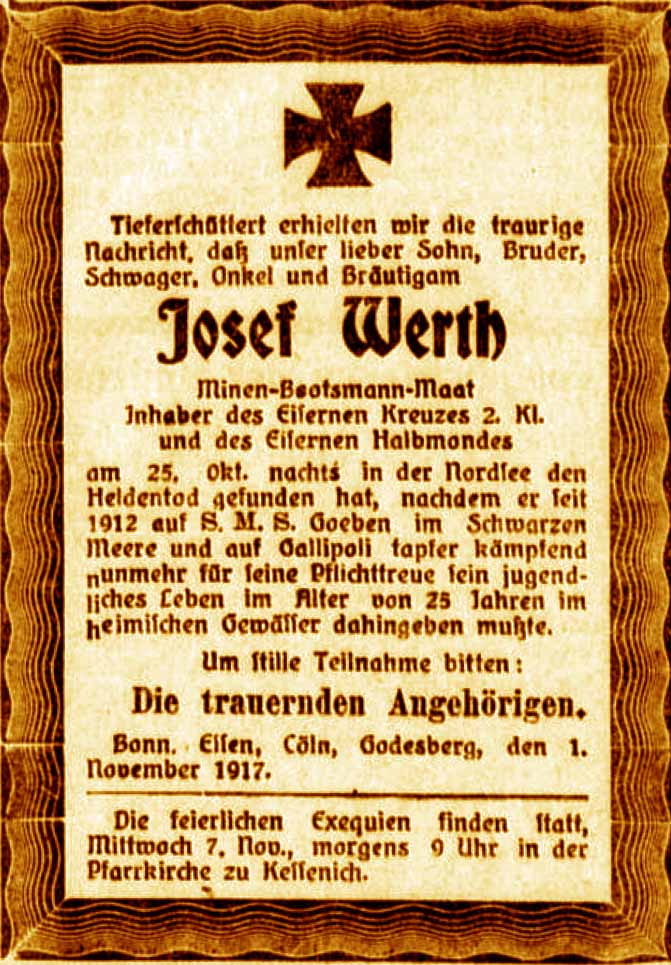 Tieferschüttert erhielten wir die traurige
Nachricht, daß unser lieber Sohn, Bruder,
Schwager, Onkel und Bräutigam
Josef Werth
Minen-Bootsmann-Maat
Inhaber des Eisernen Kreuzes 2. Kl.
und des Eisernen Halbmondes
am 25. Okt. nachts in der Nordsee den
Heldentod gefunden hat, nachdem er seit
1912 auf S. M. S. Goeben im Schwarzen
Meere und auf Gallipoli tapfer kämpfend
nunmehr für seine Pflichttreue sein jugend-
liches Leben im Alter von 25 Jahren im
heimischen Gewässer dahingeben mußte.
Um stille Teilnahme bitten:
Die trauernden Angehörigen.
Bonn, Essen, Cöln, Godesberg, den 1.
November 1917.
Die feierlichen Exequien finden statt,
Mittwoch 7. Nov., morgens 9 Uhr in der
Pfarrkirche zu Kessenich.